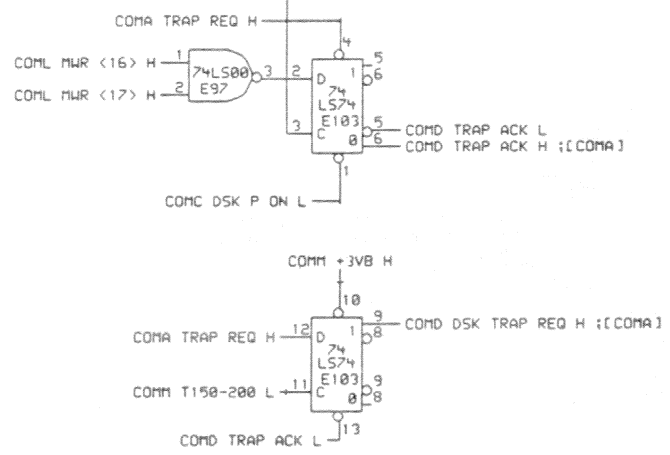 COMA TRAP REQ H
4
COML MWR <16> H 1
74LS00 3 2 D 1 5
6
COML MWR <17> H 2
E97
74
LS74
E103 5 COMD TRAP ACK L
3 C 0 6 COMD TRAP ACK H ;[COMA]
1
COMC DSK P ON L
COMM +3VB H
10
COMA TRAP REQ H 12 D 1 9 COMD DSK TRAP REQ H ;[COMA]
8
74
LS74
COMM T150-200 L 11 C E103 9
0 8
13
COMD TRAP ACK L